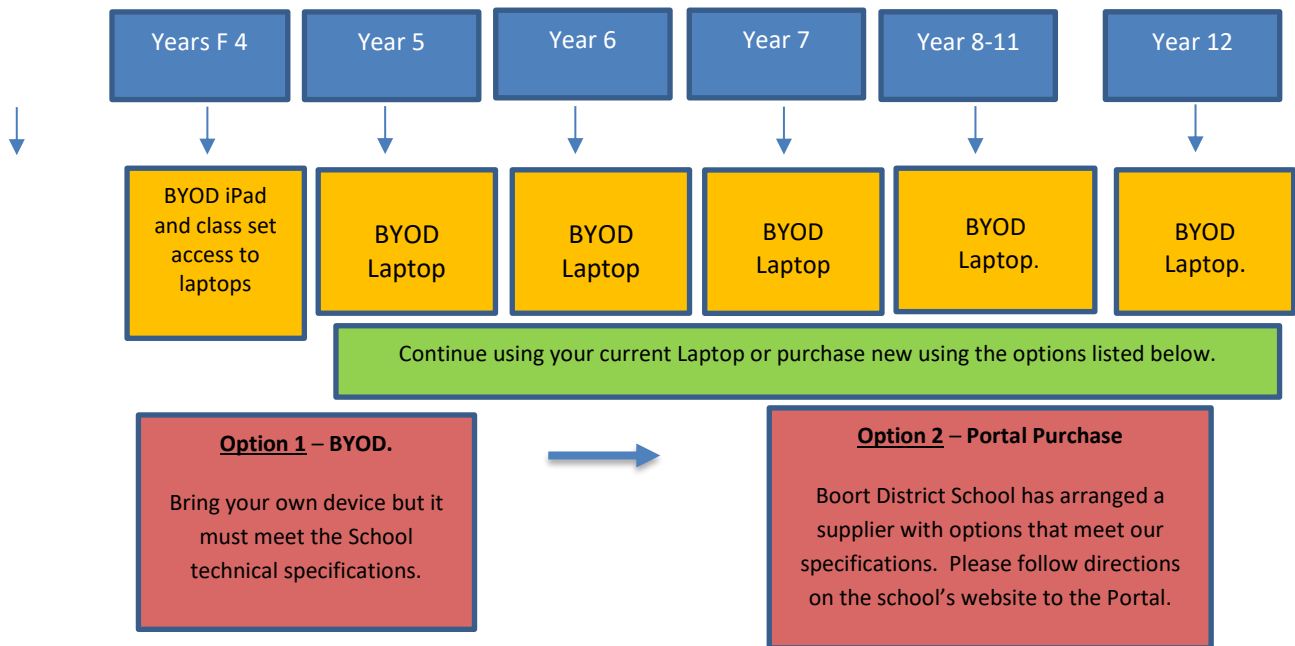 Years F 4
Year 5
Year 6
Year 7
Year 8-11
Year 12
BYOD iPad
and class set
access to
laptops
BYOD
Laptop
BYOD
Laptop
BYOD
Laptop
BYOD
Laptop.
BYOD
Laptop.
Continue using your current Laptop or purchase new using the options listed below.
Option 1 – BYOD.
Bring your own device but it
must meet the School
technical specifications.
Option 2 – Portal Purchase
Boort District School has arranged a
supplier with options that meet our
specifications.  Please follow directions
on the school’s website to the Portal.